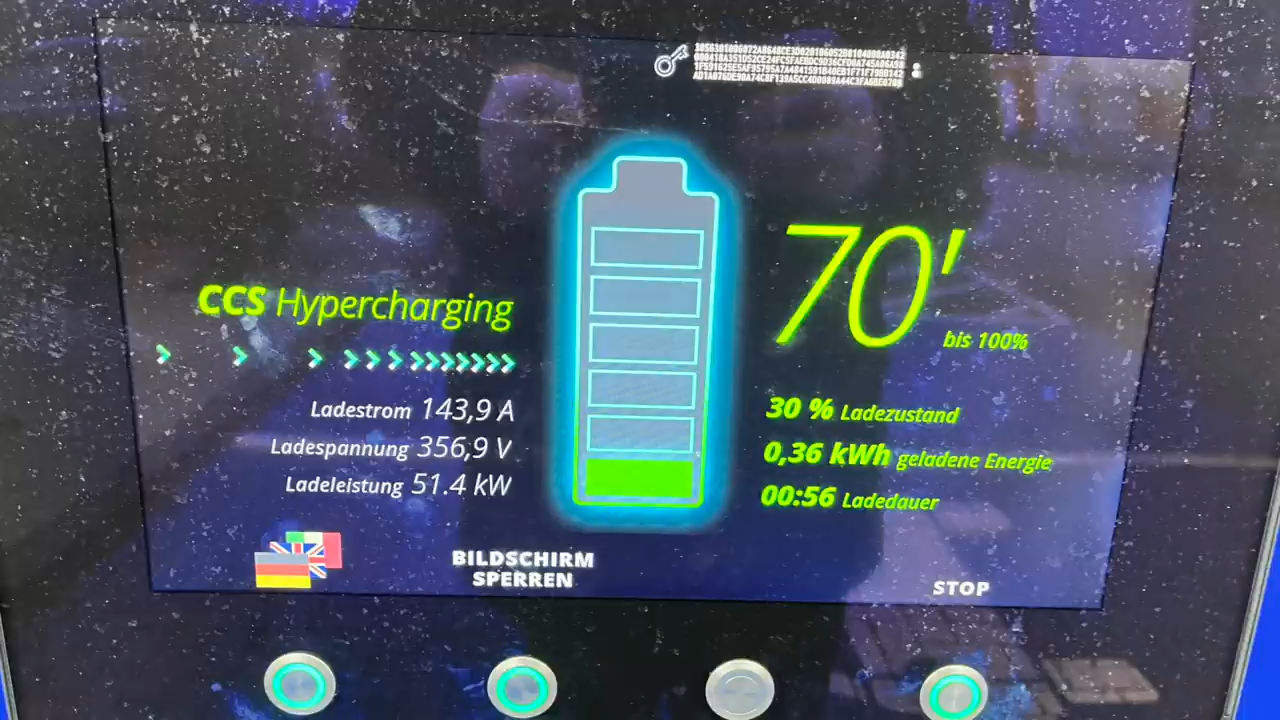 CCS Hypercharging
Ladestrom 143,9 A
Ladespannung 356,9 V
Ladeleistung 51.4 kW
70'
bis 100%
30 % Ladezustand
0,36 kWh geladene Energie
00:56 Ladedauer
BILDSCHIRM
SPERREN
STOP